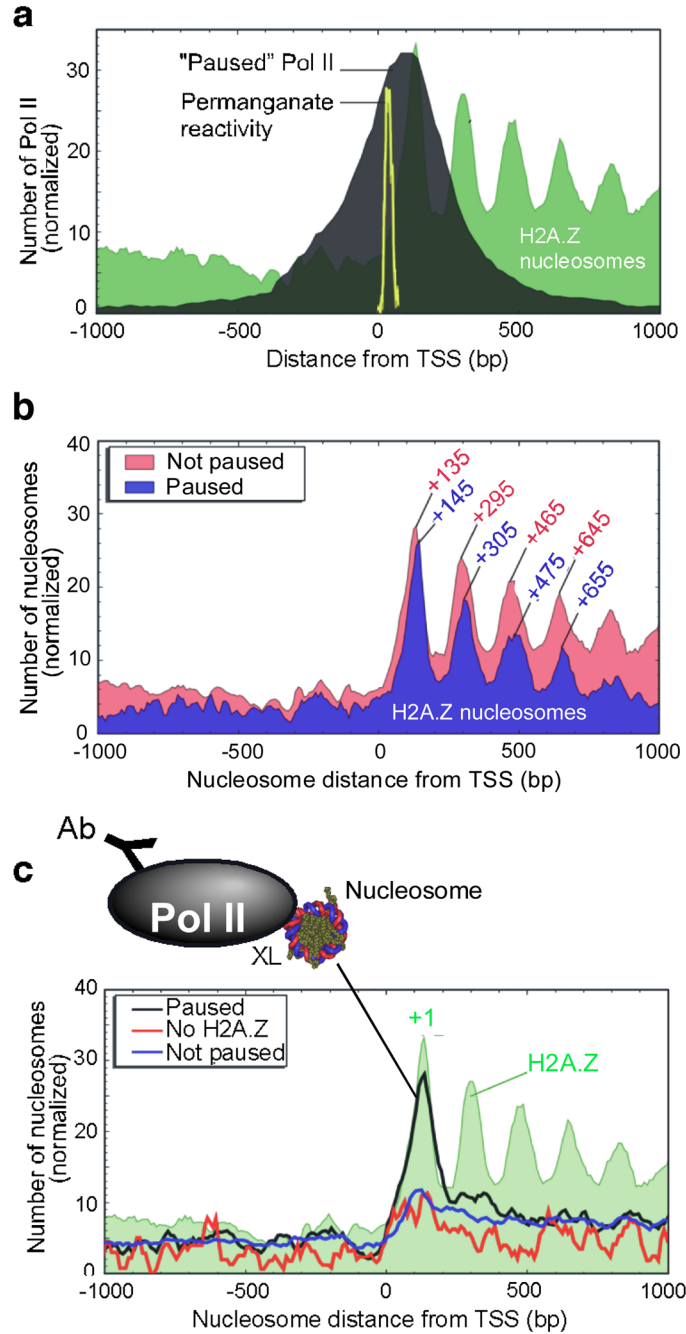 a
"Paused" Pol II
Permanganate
reactivity
H2A.Z
nucleosomes
Number of Pol II
(normalized)
30
20
10
0
-1000
-500
0
500
1000
Distance from TSS (bp)
b
Not paused
Paused
+135
+145
+295
+305
+465
+475
+645
+655
H2A.Z nucleosomes
Number of nucleosomes
(normalized)
40
30
20
10
0
-1000
-500
0
500
1000
Nucleosome distance from TSS (bp)
c
Ab
Pol II
Nucleosome
XL
Paused
No H2A.Z
Not paused
+1
H2A.Z
Number of nucleosomes
(normalized)
40
30
20
10
0
-1000
-500
0
500
1000
Nucleosome distance from TSS (bp)